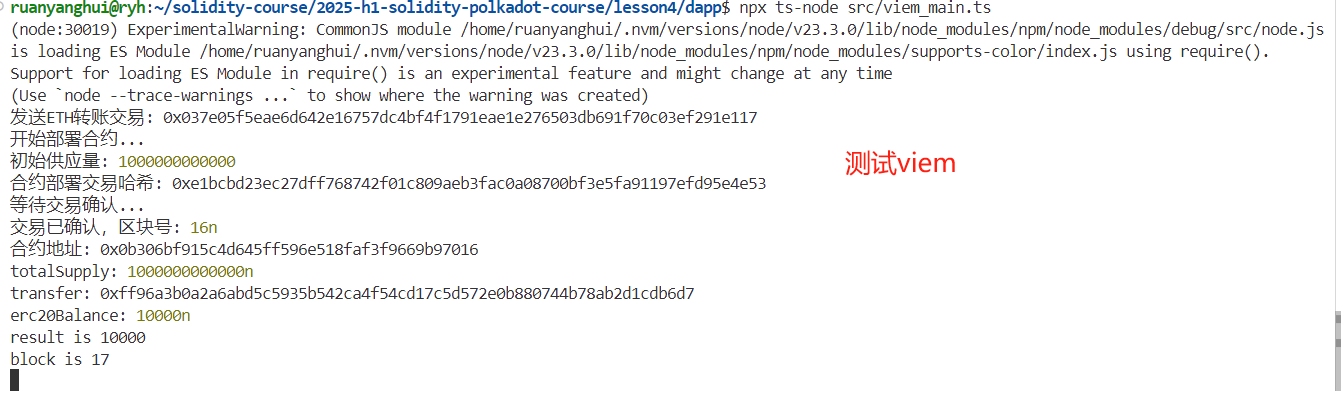 ruanyanghui@ryh:~/solidity-course/2025-h1-solidity-polkadot-course/lesson4/dapp$ npx ts-node src/viem_main.ts
(node:30019) ExperimentalWarning: CommonJS module /home/ruanyanghui/.nvm/versions/node/v23.3.0/lib/node_modules/npm/node_modules/debug/src/node.js
is loading ES Module /home/ruanyanghui/.nvm/versions/node/v23.3.0/lib/node_modules/npm/node_modules/supports-color/index.js using require().
Support for loading ES Module in require() is an experimental feature and might change at any time
(Use `node --trace-warnings ...` to show where the warning was created)
发送ETH转账交易: 0x037e05f5eae6d642e16757dc4bf4f1791eae1e276503db691f70c03ef291e117
开始部署合约...
初始供应量: 1000000000000
测试viem
合约部署交易哈希: 0xe1bcbd23ec27dff768742f01c809aeb3fac0a08700bf3e5fa91197efd95e4e53
等待交易确认...
交易已确认，区块号: 16n
合约地址: 0x0b306bf915c4d645ff596e518faf3f9669b97016
totalSupply: 1000000000000n
transfer: 0xff96a3b0a2a6abd5c5935b542ca4f54cd17c5d572e0b880744b78ab2d1cdb6d7
erc20Balance: 10000n
result is 10000
block is 17